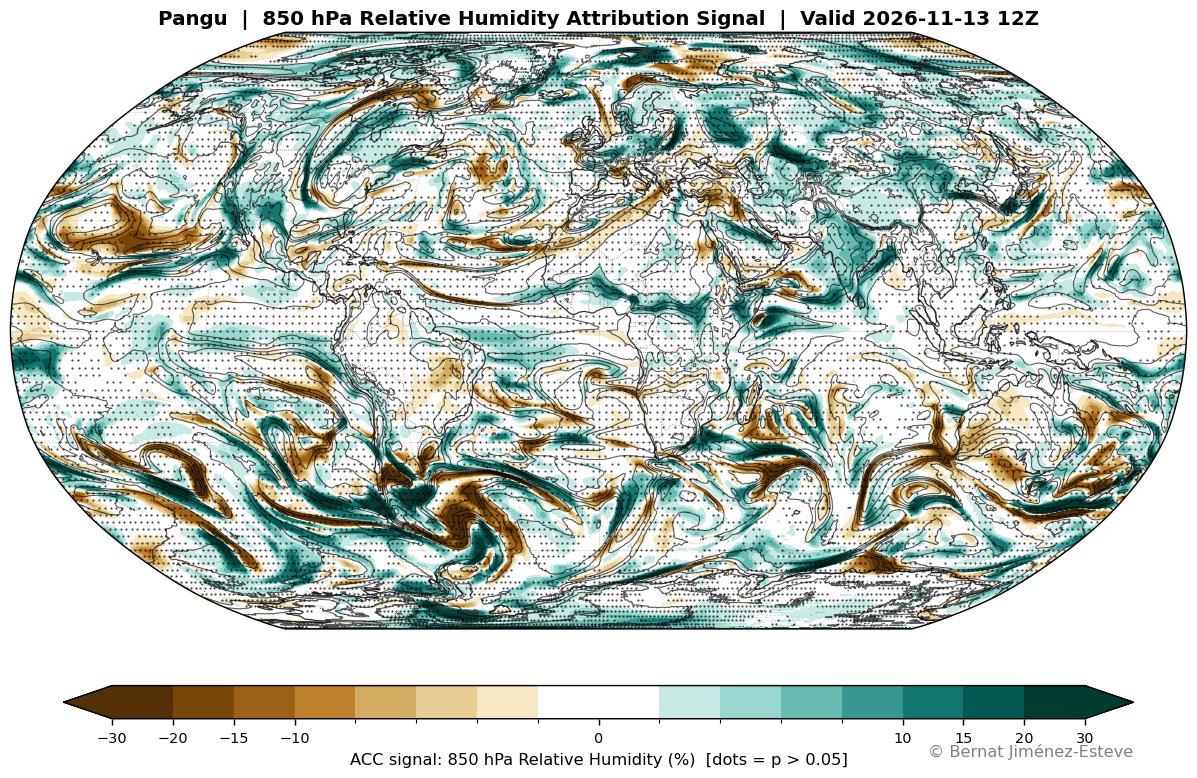 Pangu | 850 hPa Relative Humidity Attribution Signal | Valid 2026-11-13 12Z
−30 −20 −15 −10 0 10 15 20 30
ACC signal: 850 hPa Relative Humidity (%) [dots = p > 0.05]
© Bernat Jiménez-Esteve